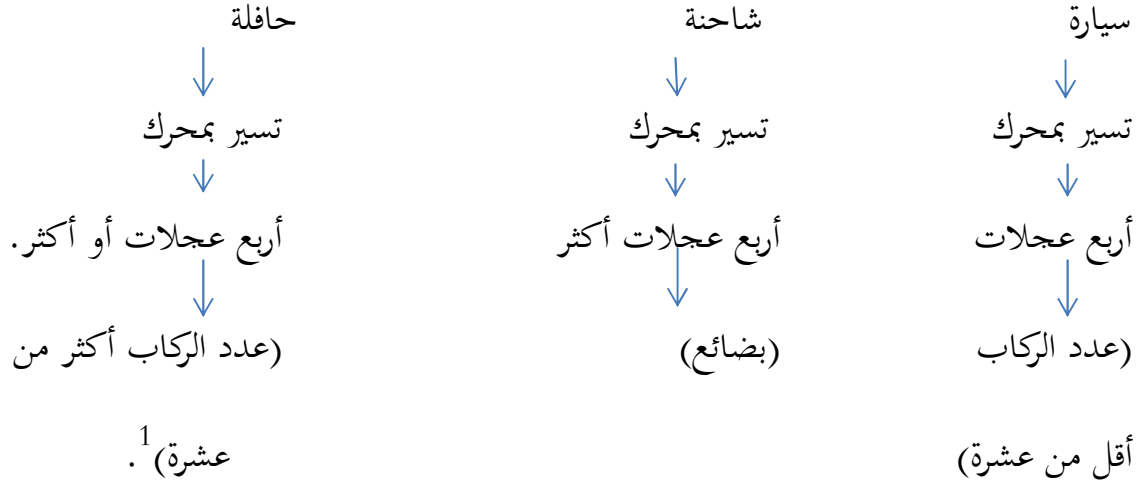 سيارة شاحنة حافلة
تسير بمحرك تسير بمحرك تسير بمحرك
أربع عجلات أربع عجلات أكثر أربع عجلات أو أكثر.
(عدد الركاب (بضائع) (عدد الركاب أكثر من
أقل من عشرة) عشرة)1.